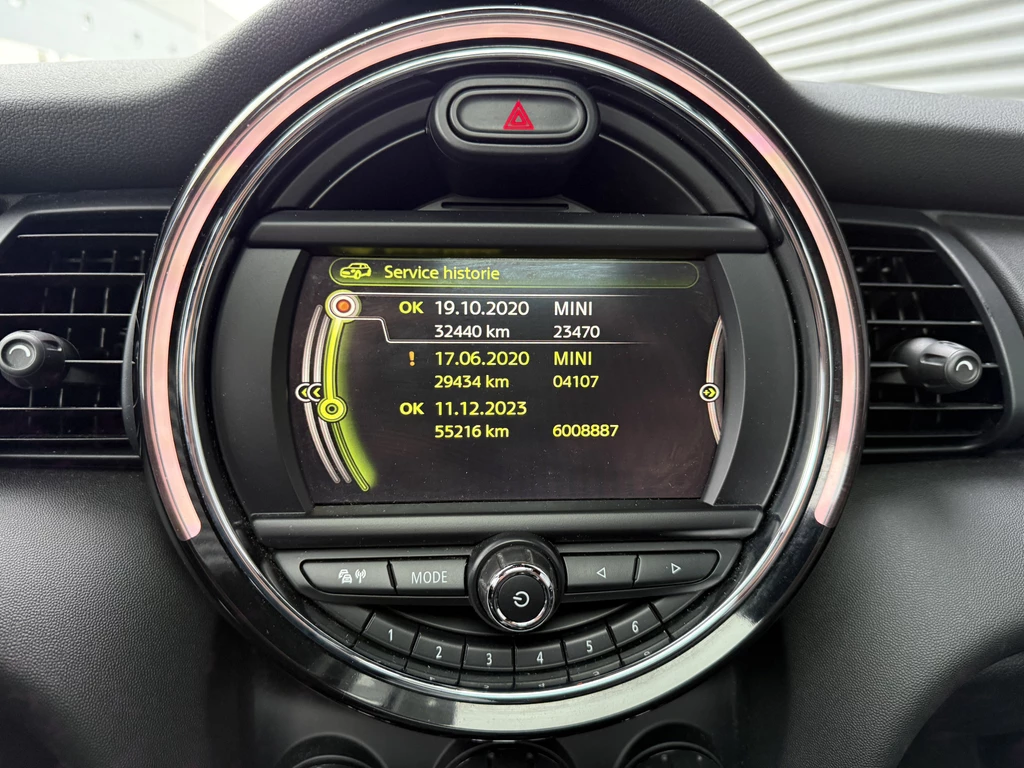 Service historie
OK 19.10.2020 MINI
32440 km 23470
! 17.06.2020 MINI
29434 km 04107
OK 11.12.2023
55216 km 6008887
MODE
1 2 3 4 5 6